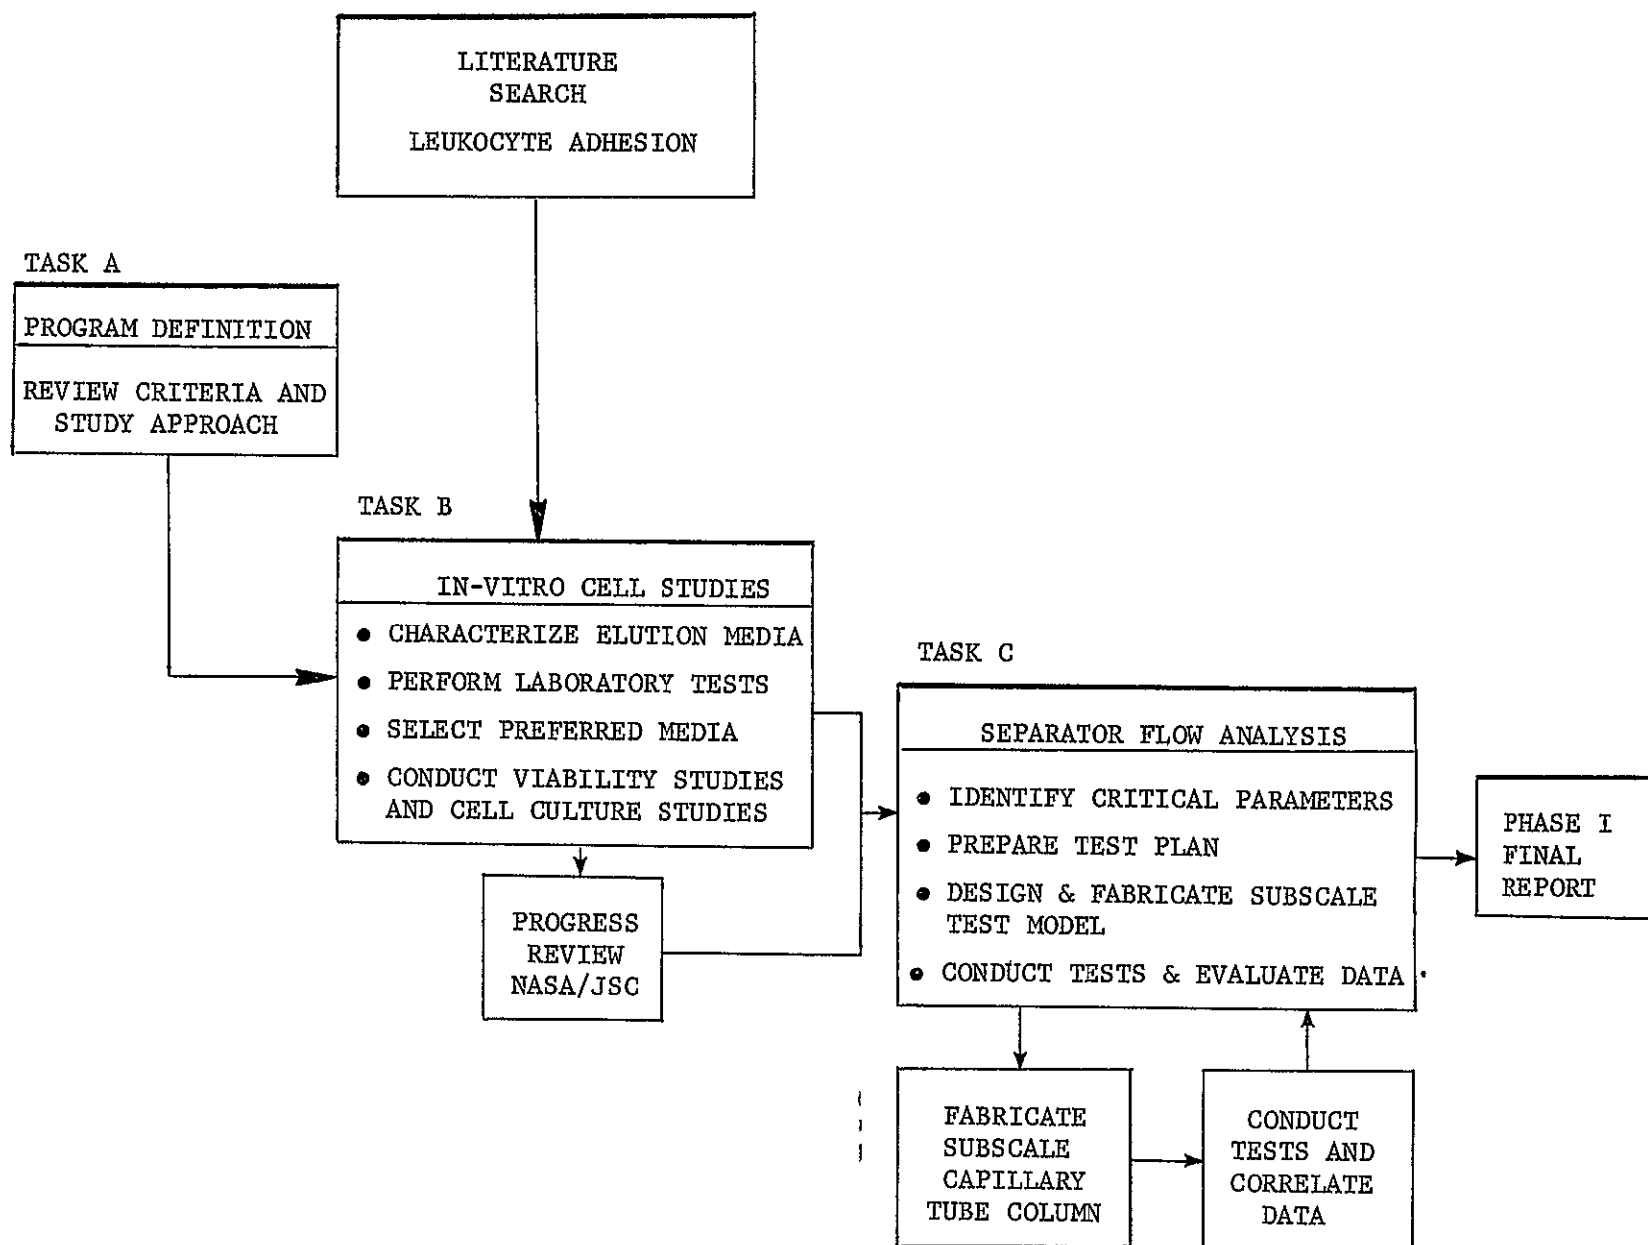 LITERATURE
SEARCH
LEUKOCYTE ADHESION
TASK A
PROGRAM DEFINITION
REVIEW CRITERIA AND
STUDY APPROACH
TASK B
IN-VITRO CELL STUDIES
• CHARACTERIZE ELUTION MEDIA
• PERFORM LABORATORY TESTS
• SELECT PREFERRED MEDIA
• CONDUCT VIABILITY STUDIES
AND CELL CULTURE STUDIES
PROGRESS
REVIEW
NASA/JSC
TASK C
SEPARATOR FLOW ANALYSIS
• IDENTIFY CRITICAL PARAMETERS
• PREPARE TEST PLAN
• DESIGN & FABRICATE SUBSCALE
TEST MODEL
• CONDUCT TESTS & EVALUATE DATA
FABRICATE
SUBSCALE
CAPILLARY
TUBE COLUMN
CONDUCT
TESTS AND
CORRELATE
DATA
PHASE I
FINAL
REPORT